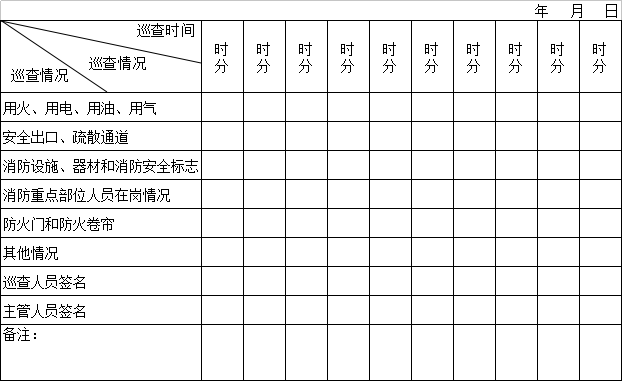 年 月 日
巡查时间
巡查情况
巡查情况
时 时 时 时 时 时 时 时 时 时
分 分 分 分 分 分 分 分 分 分
用火、用电、用油、用气
安全出口、疏散通道
消防设施、器材和消防安全标志
消防重点部位人员在岗情况
防火门和防火卷帘
其他情况
巡查人员签名
主管人员签名
备注: